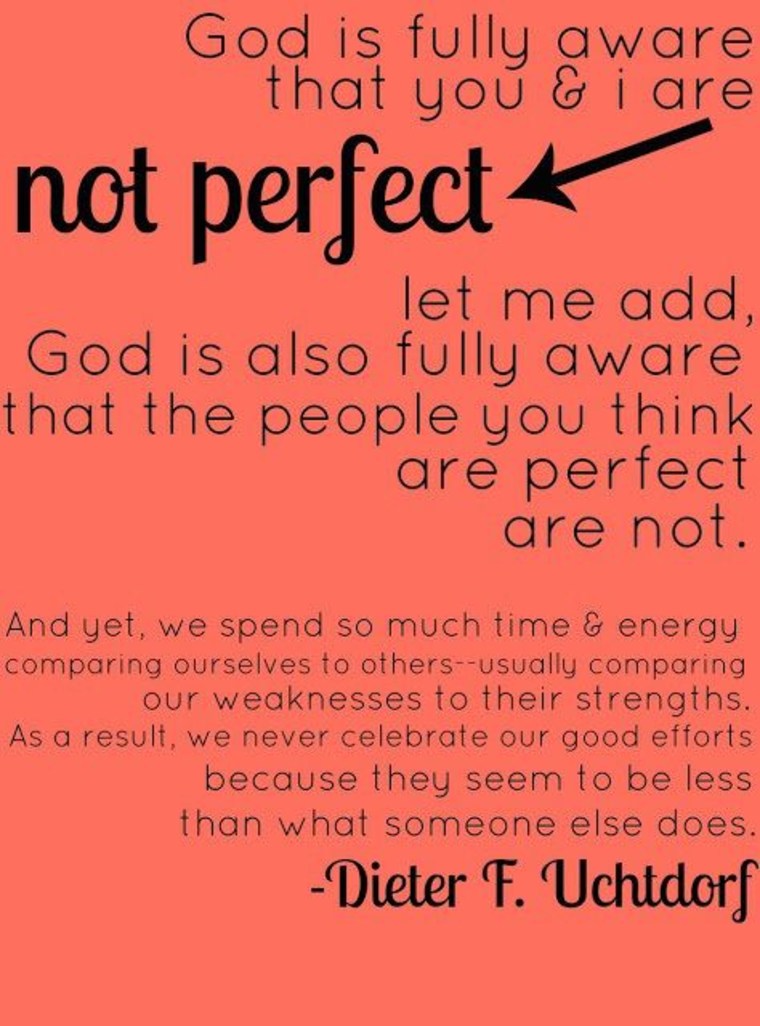 God is fully aware
that you & i are
not perfect
let me add,
God is also fully aware
that the people you think
are perfect
are not.
And yet, we spend so much time & energy
comparing ourselves to others--usually comparing
our weaknesses to their strengths.
As a result, we never celebrate our good efforts
because they seem to be less
than what someone else does.
-Dieter F. Uchtdorf